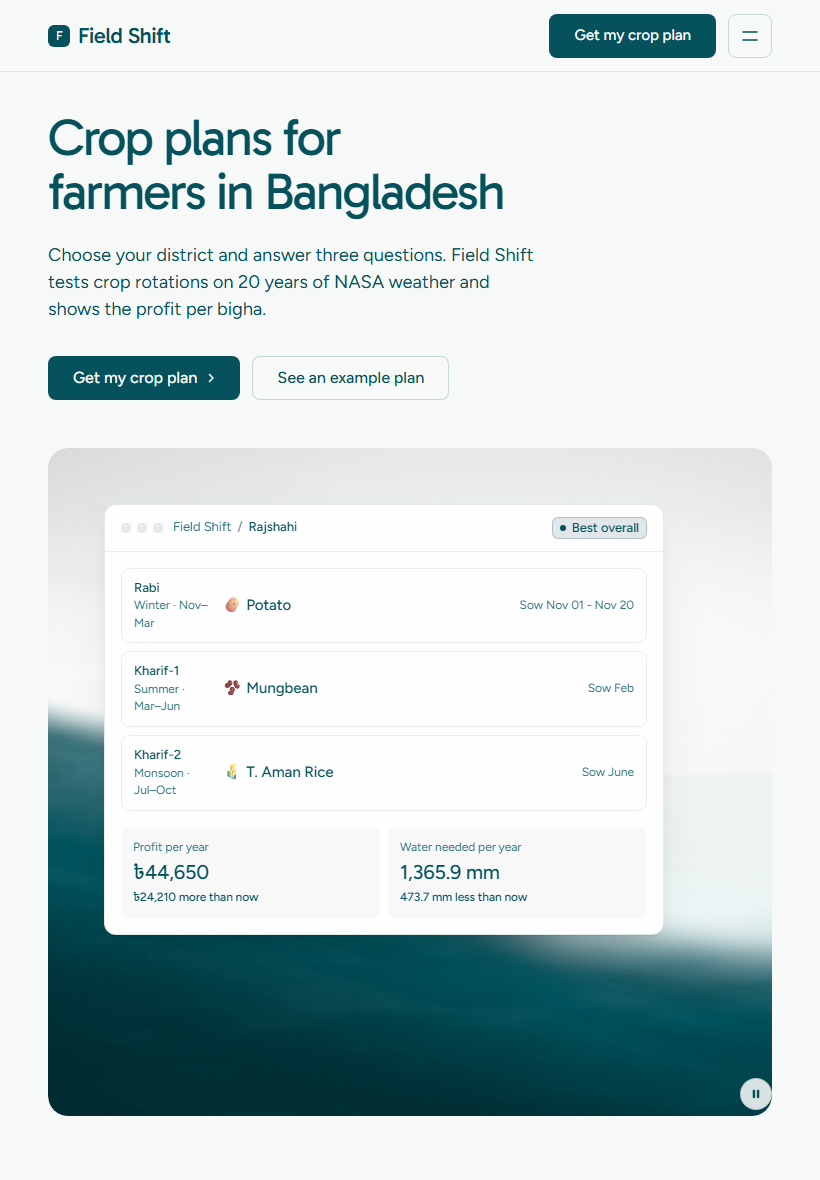 F Field Shift
Get my crop plan
Crop plans for
farmers in Bangladesh
Choose your district and answer three questions. Field Shift
tests crop rotations on 20 years of NASA weather and
shows the profit per bigha.
Get my crop plan
See an example plan
Field Shift / Rajshahi
Best overall
Rabi
Winter · Nov–
Mar
Potato
Sow Nov 01 - Nov 20
Kharif-1
Summer ·
Mar–Jun
Mungbean
Sow Feb
Kharif-2
Monsoon ·
Jul–Oct
T. Aman Rice
Sow June
Profit per year
৳44,650
৳24,210 more than now
Water needed per year
1,365.9 mm
473.7 mm less than now